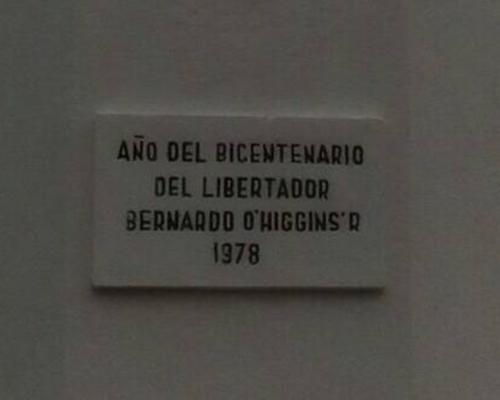 AÑO DEL BICENTENARIO
DEL LIBERTADOR
BERNARDO O'HIGGINS'R
1978